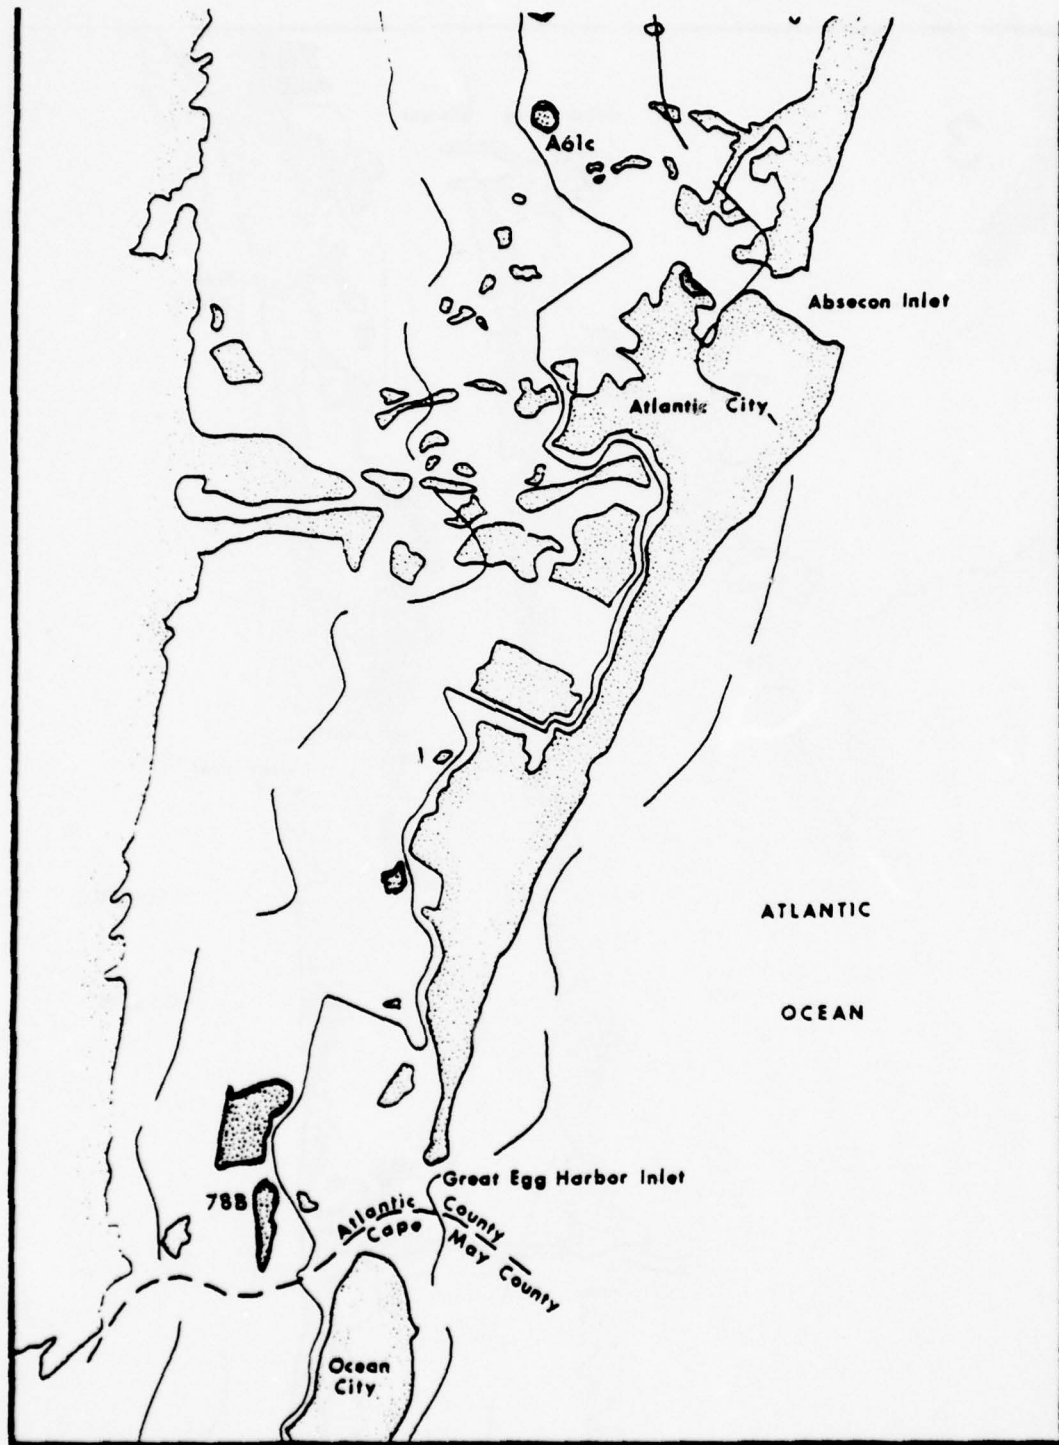 A61c
Absecon Inlet
Atlantic City
ATLANTIC
OCEAN
Great Egg Harbor Inlet
78B
Atlantic County
Cape May County
Ocean
City